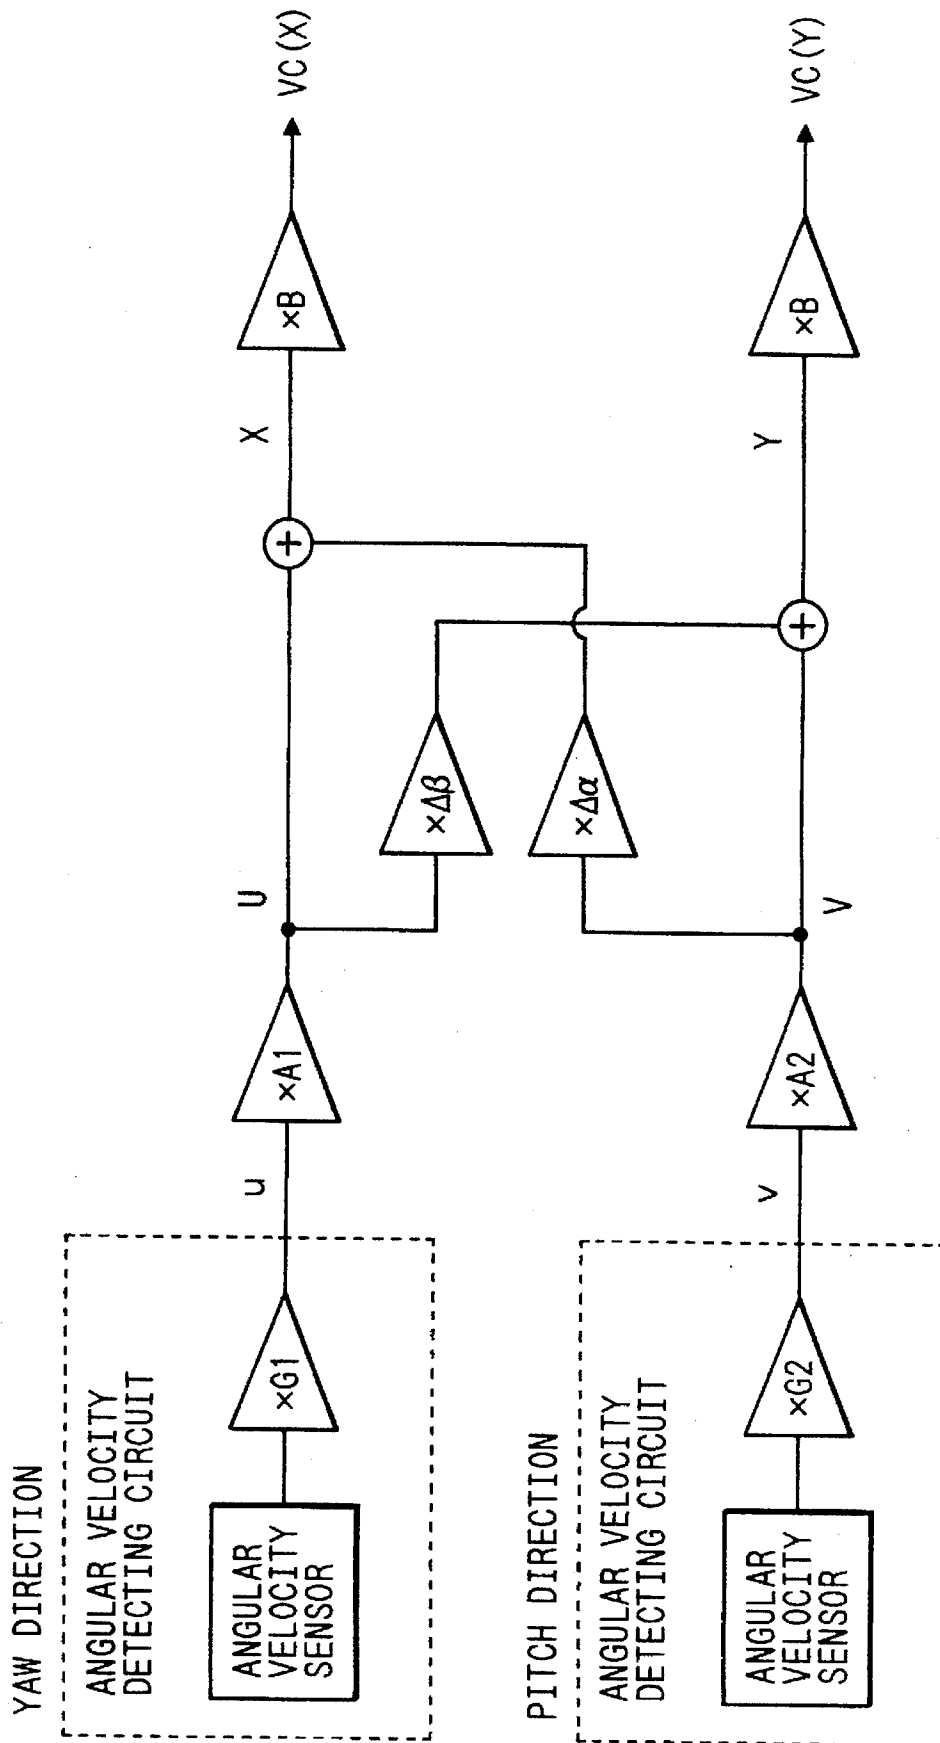 YAW DIRECTION
ANGULAR VELOCITY
DETECTING CIRCUIT
ANGULAR
VELOCITY
SENSOR
×G1
u
×A1
U
×Δβ
×Δα
X
×B
VC(X)
PITCH DIRECTION
ANGULAR VELOCITY
DETECTING CIRCUIT
ANGULAR
VELOCITY
SENSOR
×G2
v
×A2
V
Y
×B
VC(Y)